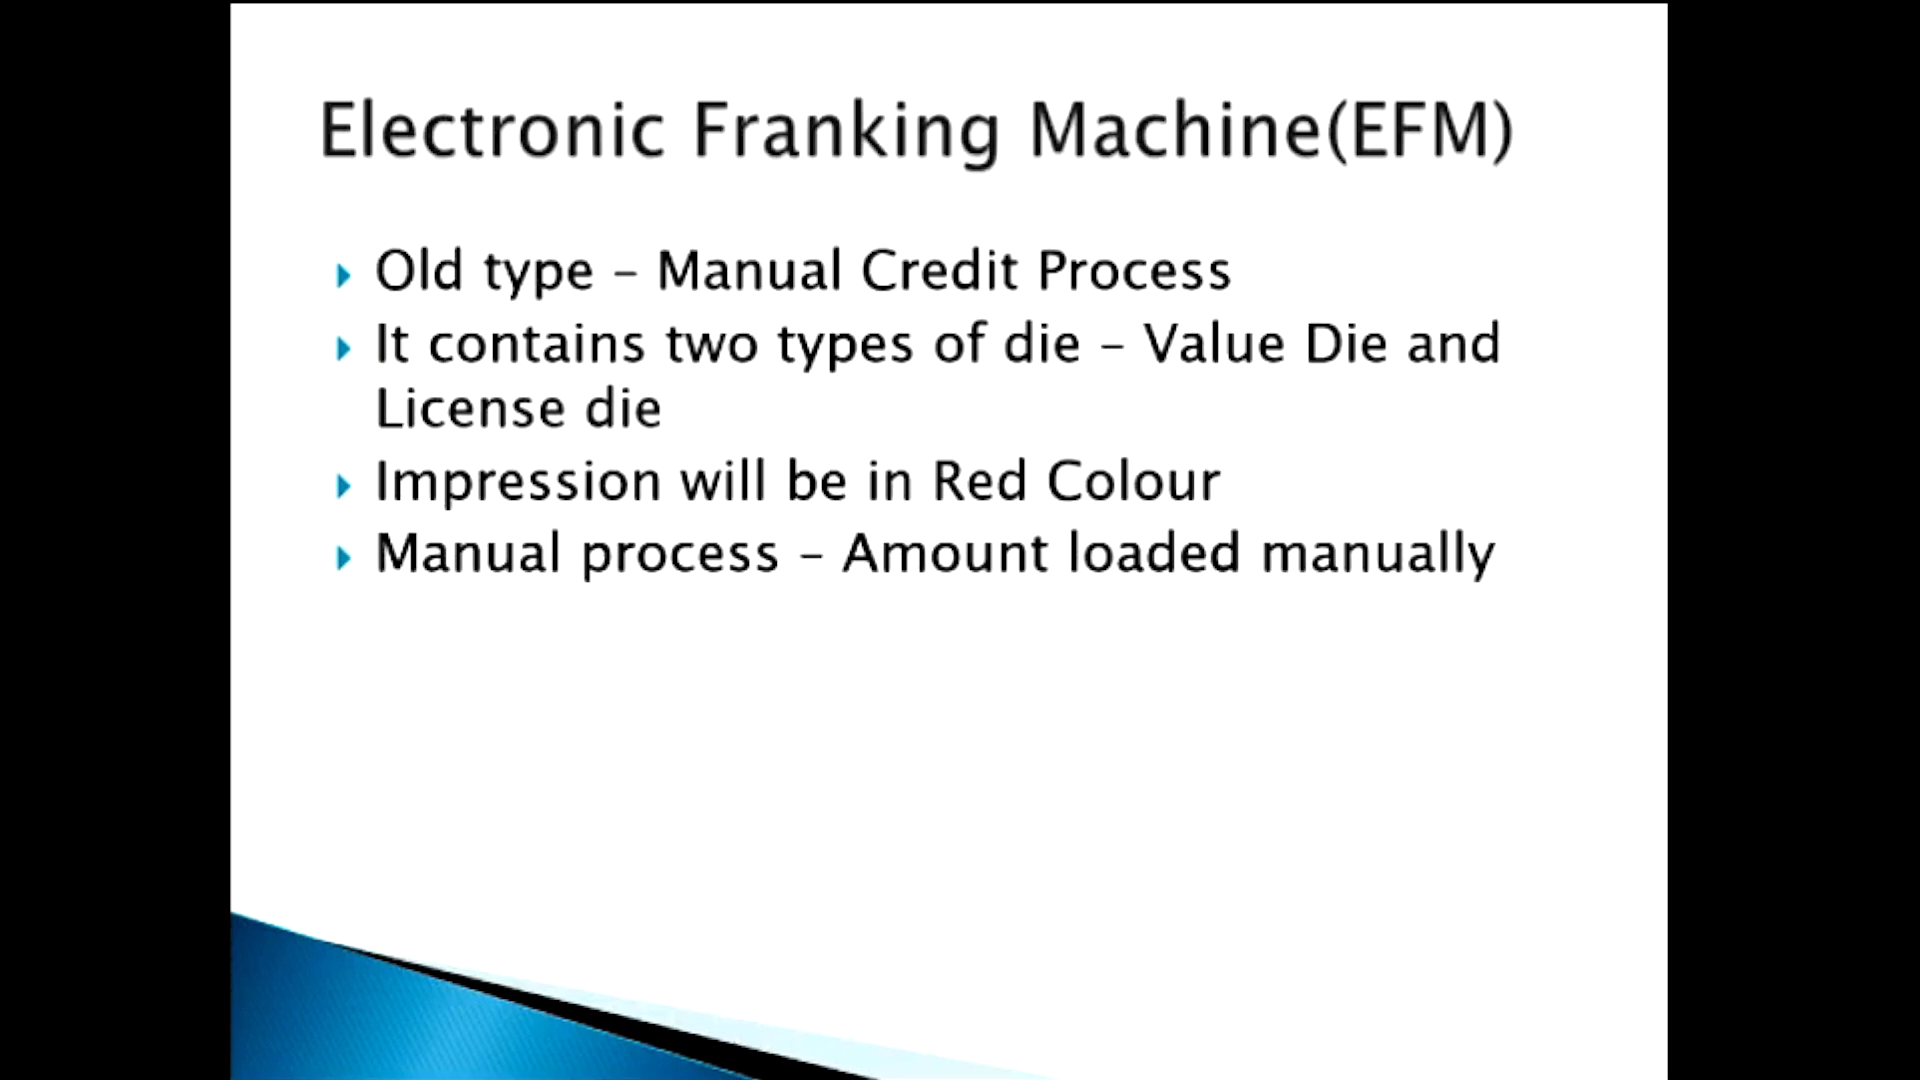 Electronic Franking Machine(EFM)
Old type – Manual Credit Process
It contains two types of die – Value Die and
License die
Impression will be in Red Colour
Manual process – Amount loaded manually